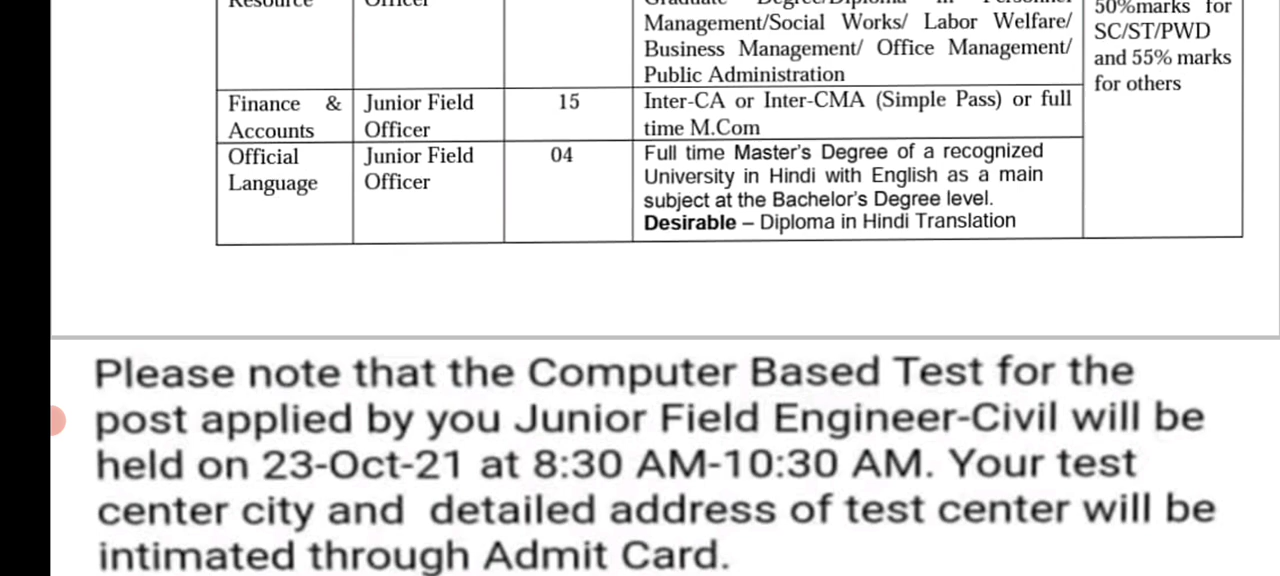 Management/Social Works/ Labor Welfare/
Business Management/ Office Management/
Public Administration
50%marks for
SC/ST/PWD
and 55% marks
for others
Finance &
Accounts
Junior Field
Officer
15
Inter-CA or Inter-CMA (Simple Pass) or full
time M.Com
Official
Language
Junior Field
Officer
04
Full time Master's Degree of a recognized
University in Hindi with English as a main
subject at the Bachelor's Degree level.
Desirable – Diploma in Hindi Translation
Please note that the Computer Based Test for the
post applied by you Junior Field Engineer-Civil will be
held on 23-Oct-21 at 8:30 AM-10:30 AM. Your test
center city and detailed address of test center will be
intimated through Admit Card.